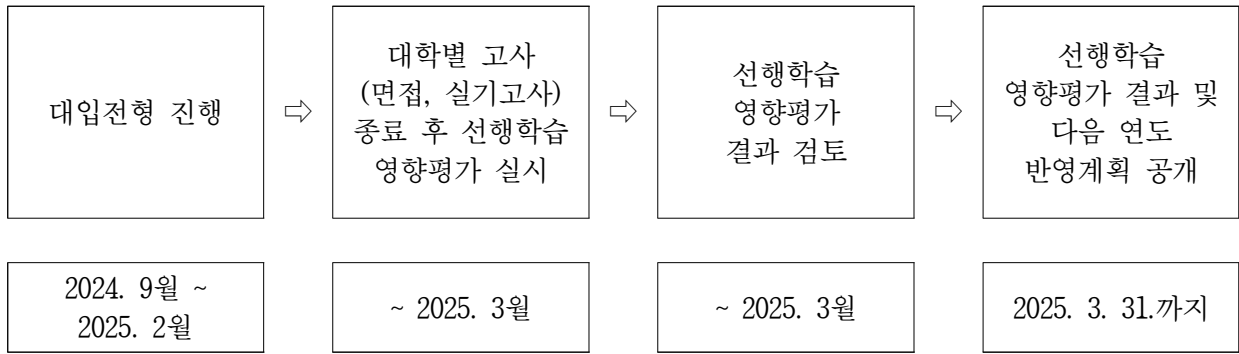 대입전형 진행
⇨
대학별 고사
(면접, 실기고사)
종료 후 선행학습
영향평가 실시
⇨
선행학습
영향평가
결과 검토
⇨
선행학습
영향평가 결과 및
다음 연도
반영계획 공개
2024. 9월 ~
2025. 2월
~ 2025. 3월
~ 2025. 3월
2025. 3. 31.까지